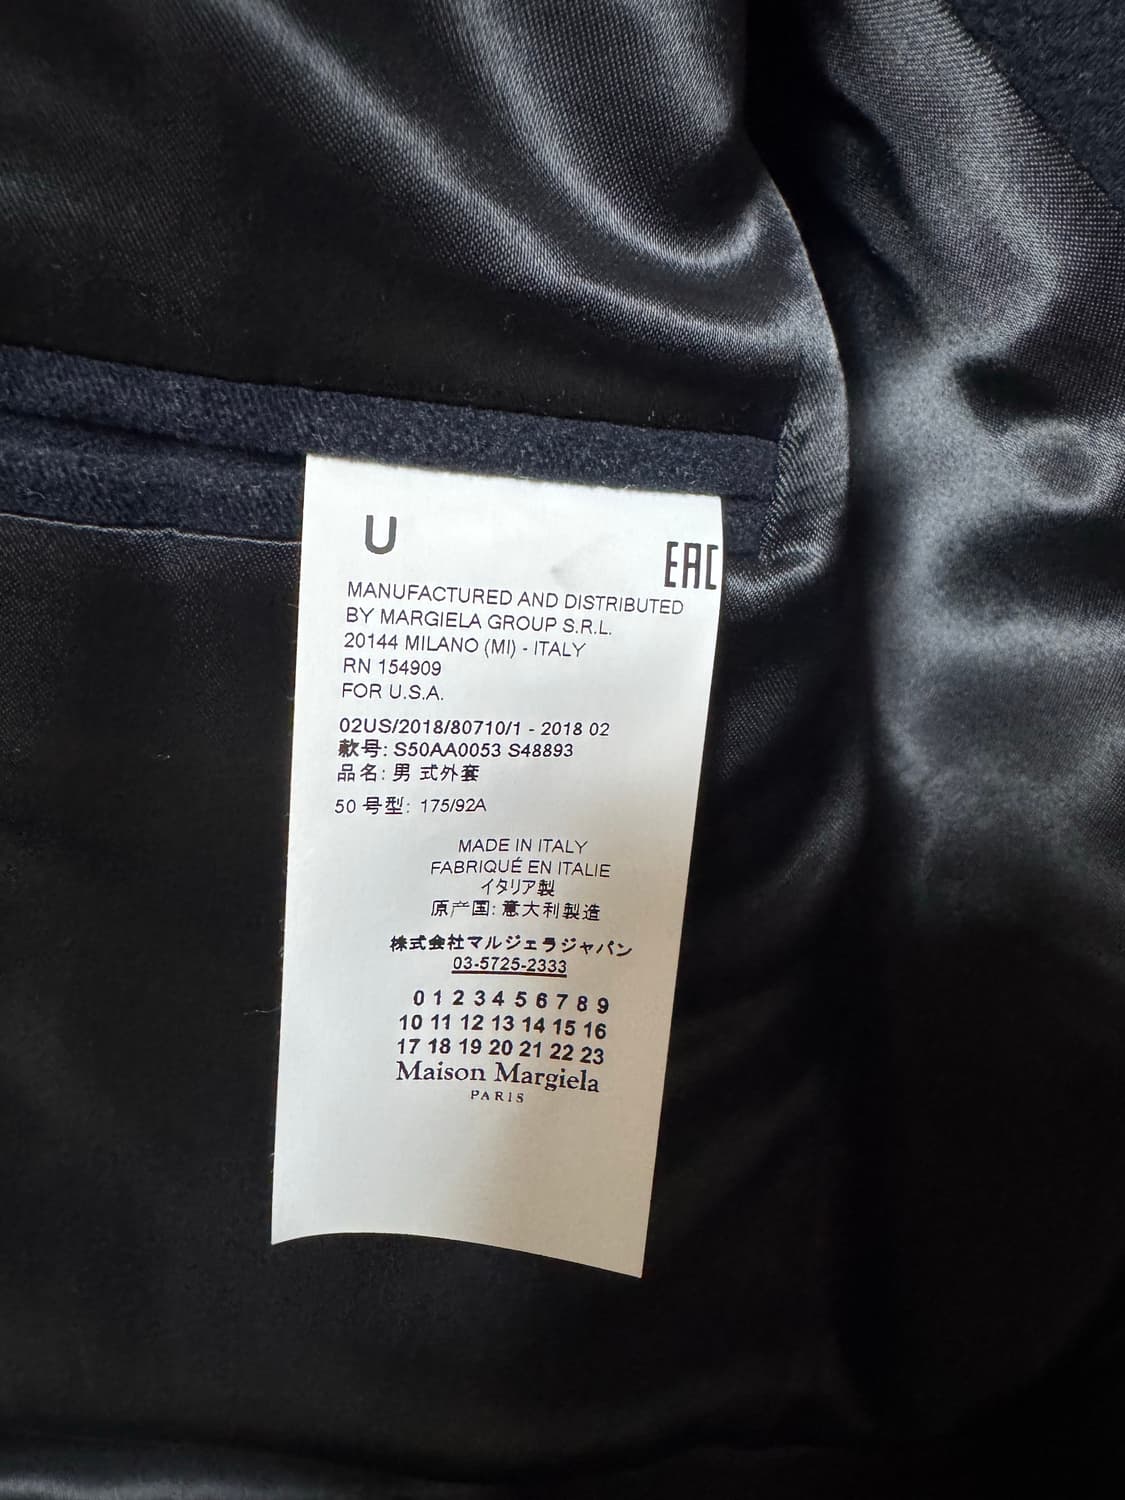 U
EAC
MANUFACTURED AND DISTRIBUTED
BY MARGIELA GROUP S.R.L.
20144 MILANO (MI) - ITALY
RN 154909
FOR U.S.A.
02US/2018/80710/1 - 2018 02
款号: S50AA0053 S48893
品名: 男 式外套
50 号型: 175/92A
MADE IN ITALY
FABRIQUÉ EN ITALIE
イタリア製
原产国: 意大利製造
株式会社マルジェラジャパン
03-5725-2333
0 1 2 3 4 5 6 7 8 9
10 11 12 13 14 15 16
17 18 19 20 21 22 23
Maison Margiela
PARIS